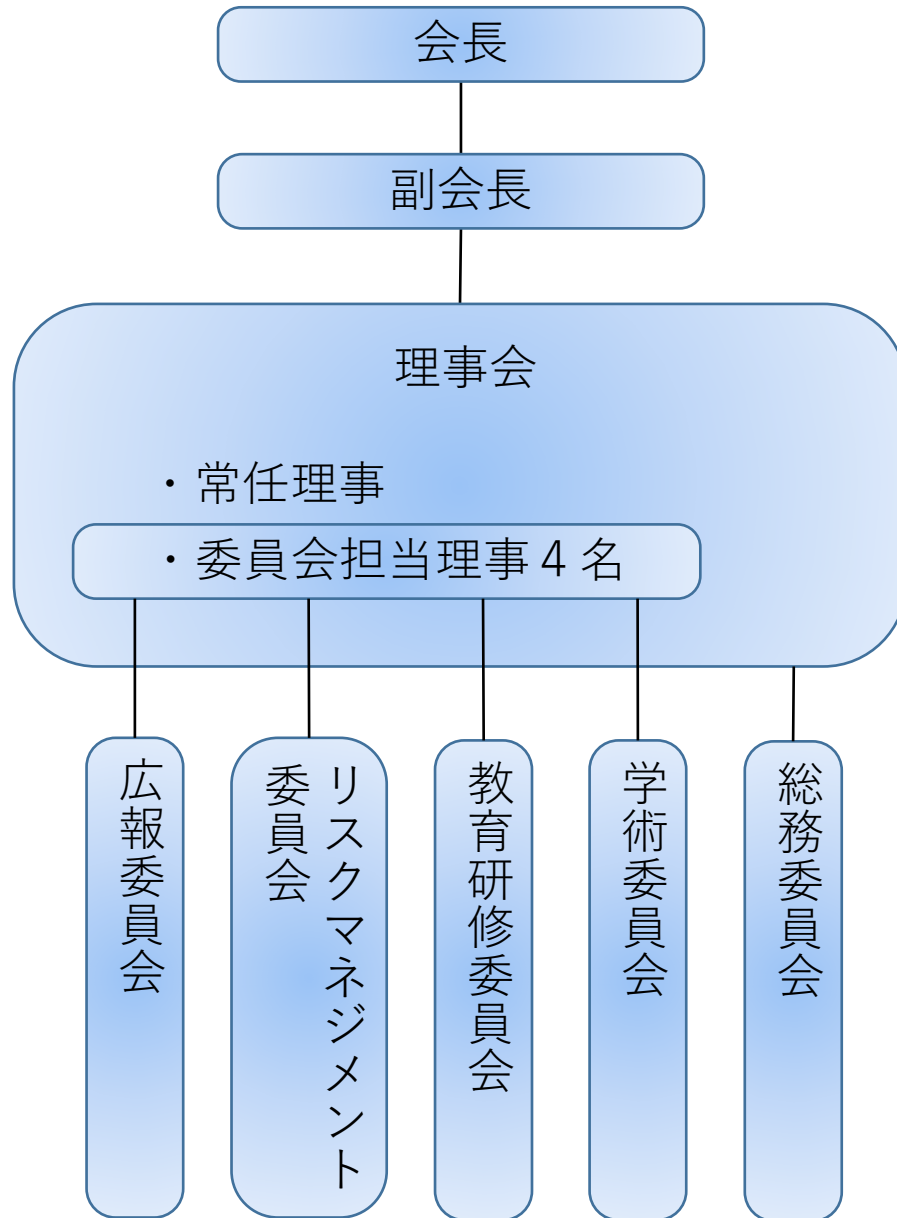 会長
副会長
理事会
・常任理事
・委員会担当理事４名
広報委員会
リスクマネジメント
委員会
教育研修委員会
学術委員会
総務委員会